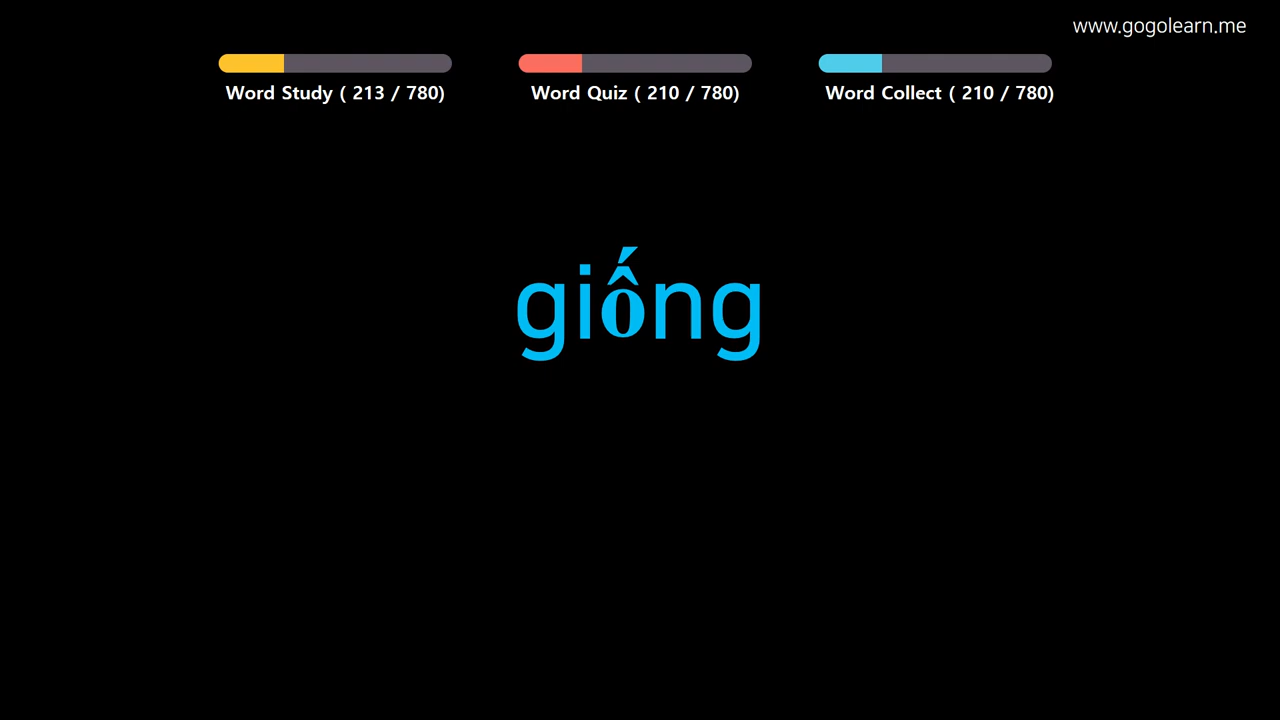 www.gogolearn.me
Word Study ( 213 / 780)
Word Quiz ( 210 / 780)
Word Collect ( 210 / 780)
giống